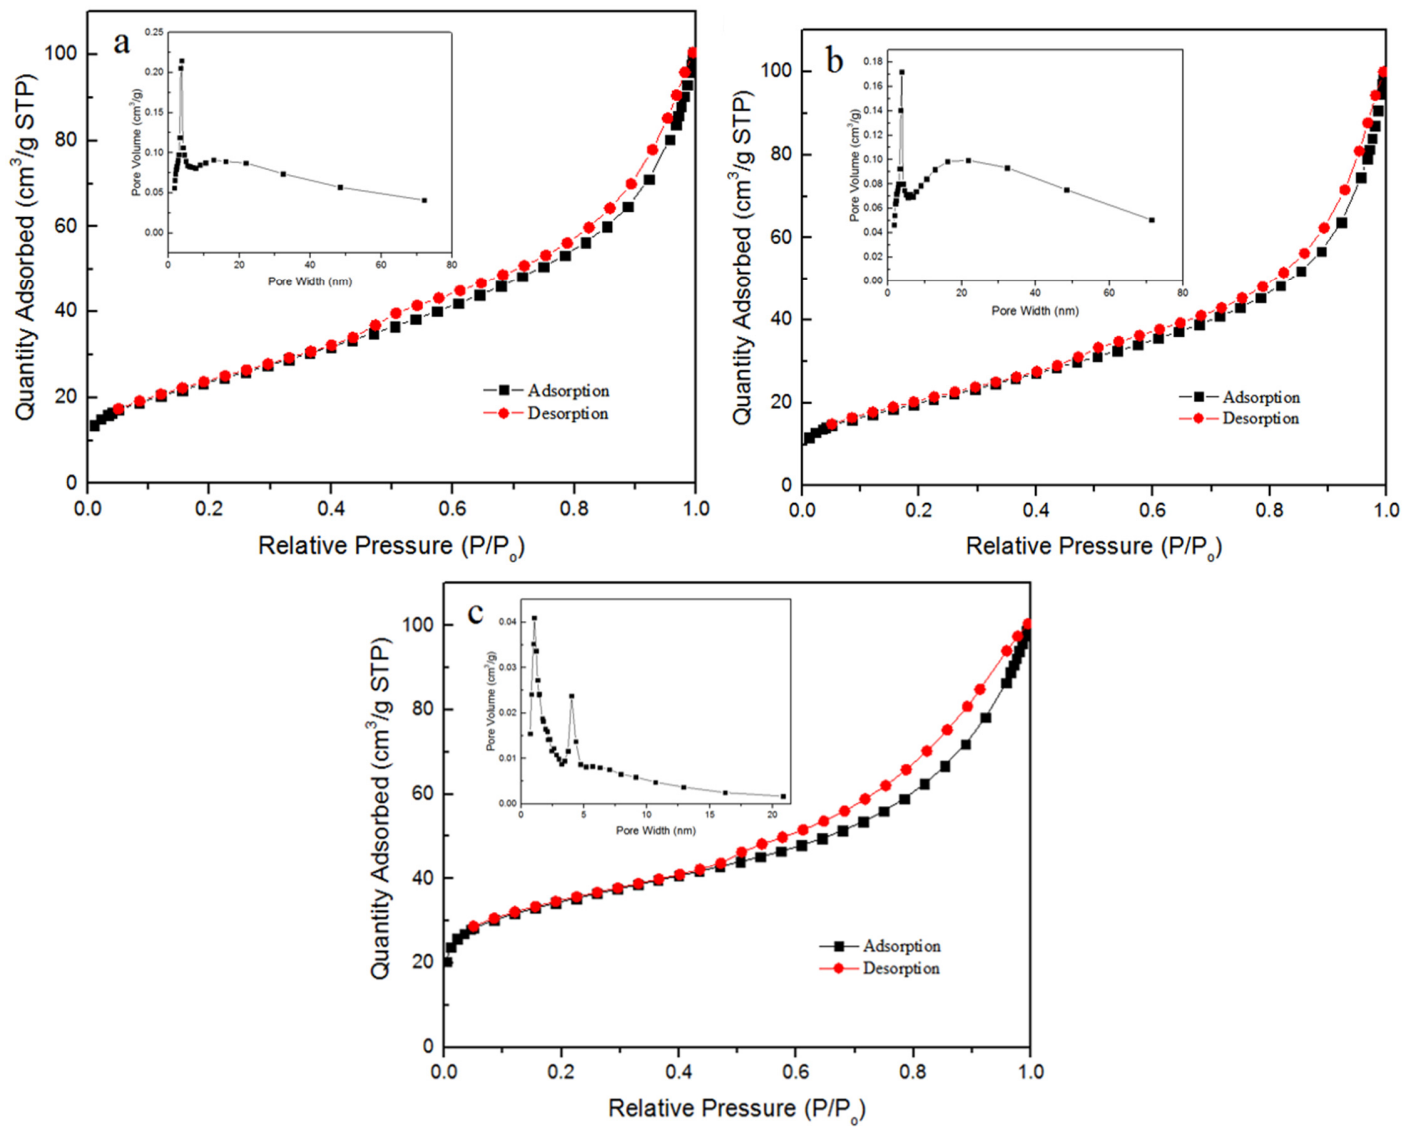 a
Quantity Adsorbed (cm³/g STP)
100
80
60
40
20
0
0.0 0.2 0.4 0.6 0.8 1.0
Relative Pressure (P/Pₒ)
Adsorption
Desorption
Pore Volume (cm³/g)
0.25
0.20
0.15
0.10
0.05
0.00
0 20 40 60 80
Pore Width (nm)
b
Quantity Adsorbed (cm³/g STP)
100
80
60
40
20
0
0.0 0.2 0.4 0.6 0.8 1.0
Relative Pressure (P/Pₒ)
Adsorption
Desorption
Pore Volume (cm³/g)
0.18
0.16
0.14
0.12
0.10
0.08
0.06
0.04
0.02
0.00
0 20 40 60 80
Pore Width (nm)
c
Quantity Adsorbed (cm³/g STP)
100
80
60
40
20
0
0.0 0.2 0.4 0.6 0.8 1.0
Relative Pressure (P/Pₒ)
Adsorption
Desorption
Pore Volume (cm³/g)
0.04
0.03
0.02
0.01
0.00
0 5 10 15 20
Pore Width (nm)